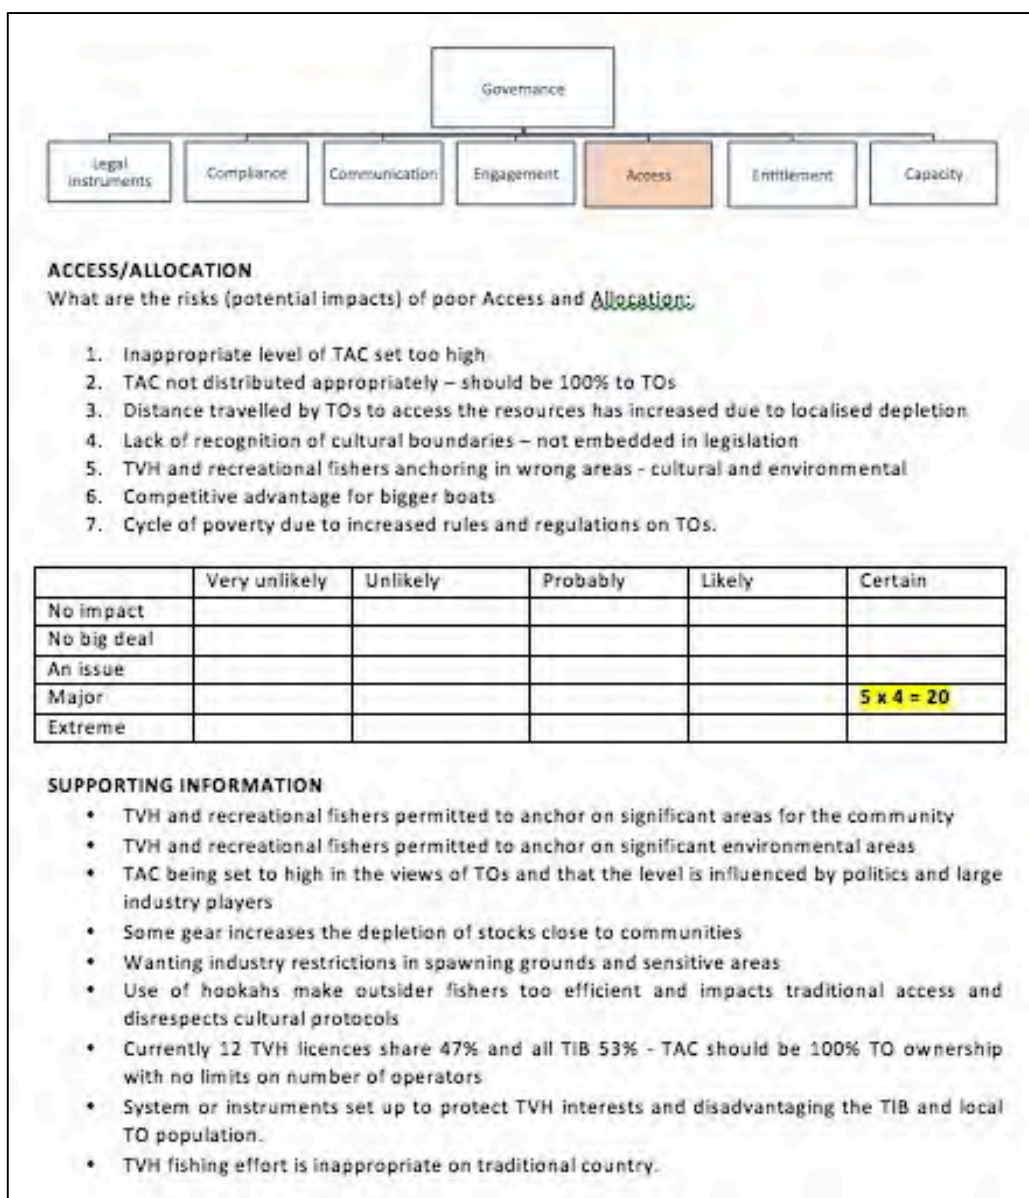 Governance
Legal
instruments
Compliance
Communication
Engagement
Access
Entitlement
Capacity
ACCESS/ALLOCATION
What are the risks (potential impacts) of poor Access and Allocation:.
1. Inappropriate level of TAC set too high
2. TAC not distributed appropriately – should be 100% to TOs
3. Distance travelled by TOs to access the resources has increased due to localised depletion
4. Lack of recognition of cultural boundaries – not embedded in legislation
5. TVH and recreational fishers anchoring in wrong areas - cultural and environmental
6. Competitive advantage for bigger boats
7. Cycle of poverty due to increased rules and regulations on TOs.
Very unlikely Unlikely Probably Likely Certain
No impact
No big deal
An issue
Major 5 x 4 = 20
Extreme
SUPPORTING INFORMATION
• TVH and recreational fishers permitted to anchor on significant areas for the community
• TVH and recreational fishers permitted to anchor on significant environmental areas
• TAC being set to high in the views of TOs and that the level is influenced by politics and large
industry players
• Some gear increases the depletion of stocks close to communities
• Wanting industry restrictions in spawning grounds and sensitive areas
• Use of hookahs make outsider fishers too efficient and impacts traditional access and
disrespects cultural protocols
• Currently 12 TVH licences share 47% and all TIB 53% - TAC should be 100% TO ownership
with no limits on number of operators
• System or instruments set up to protect TVH interests and disadvantaging the TIB and local
TO population.
• TVH fishing effort is inappropriate on traditional country.